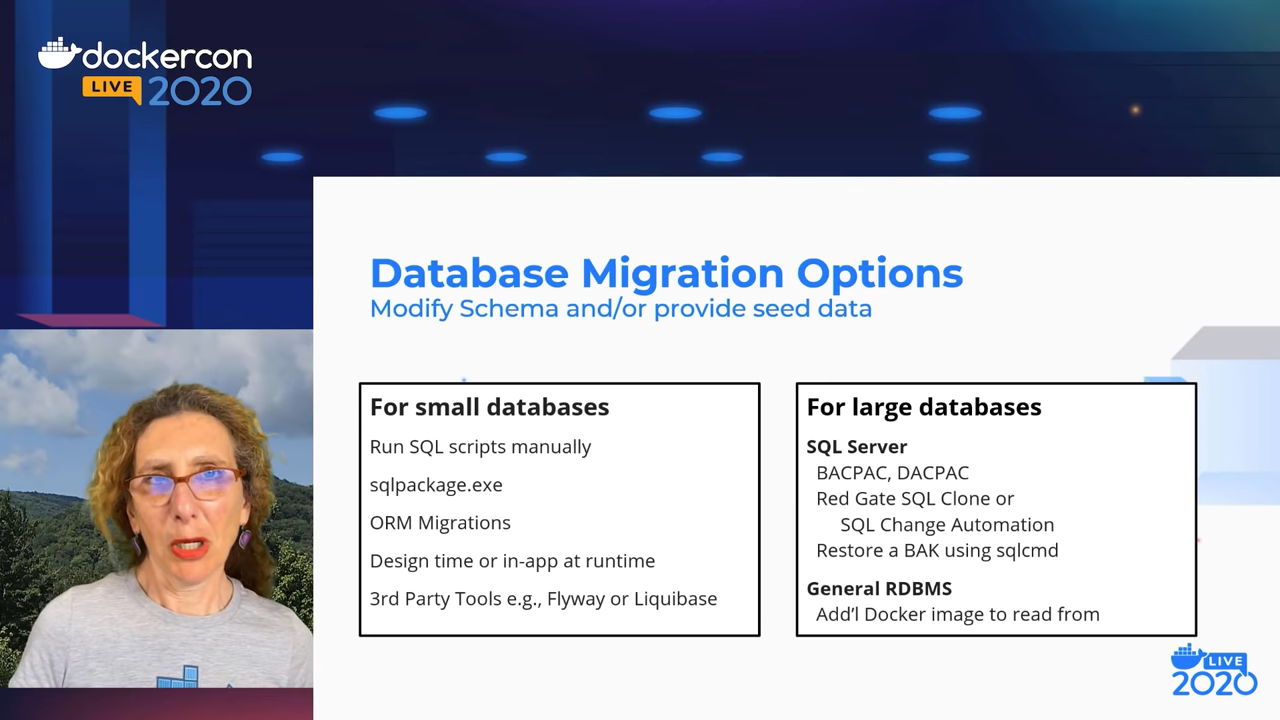 dockercon
LIVE 2020
Database Migration Options
Modify Schema and/or provide seed data
For small databases
Run SQL scripts manually
sqlpackage.exe
ORM Migrations
Design time or in-app at runtime
3rd Party Tools e.g., Flyway or Liquibase
For large databases
SQL Server
BACPAC, DACPAC
Red Gate SQL Clone or
SQL Change Automation
Restore a BAK using sqlcmd
General RDBMS
Add’l Docker image to read from
LIVE
2020